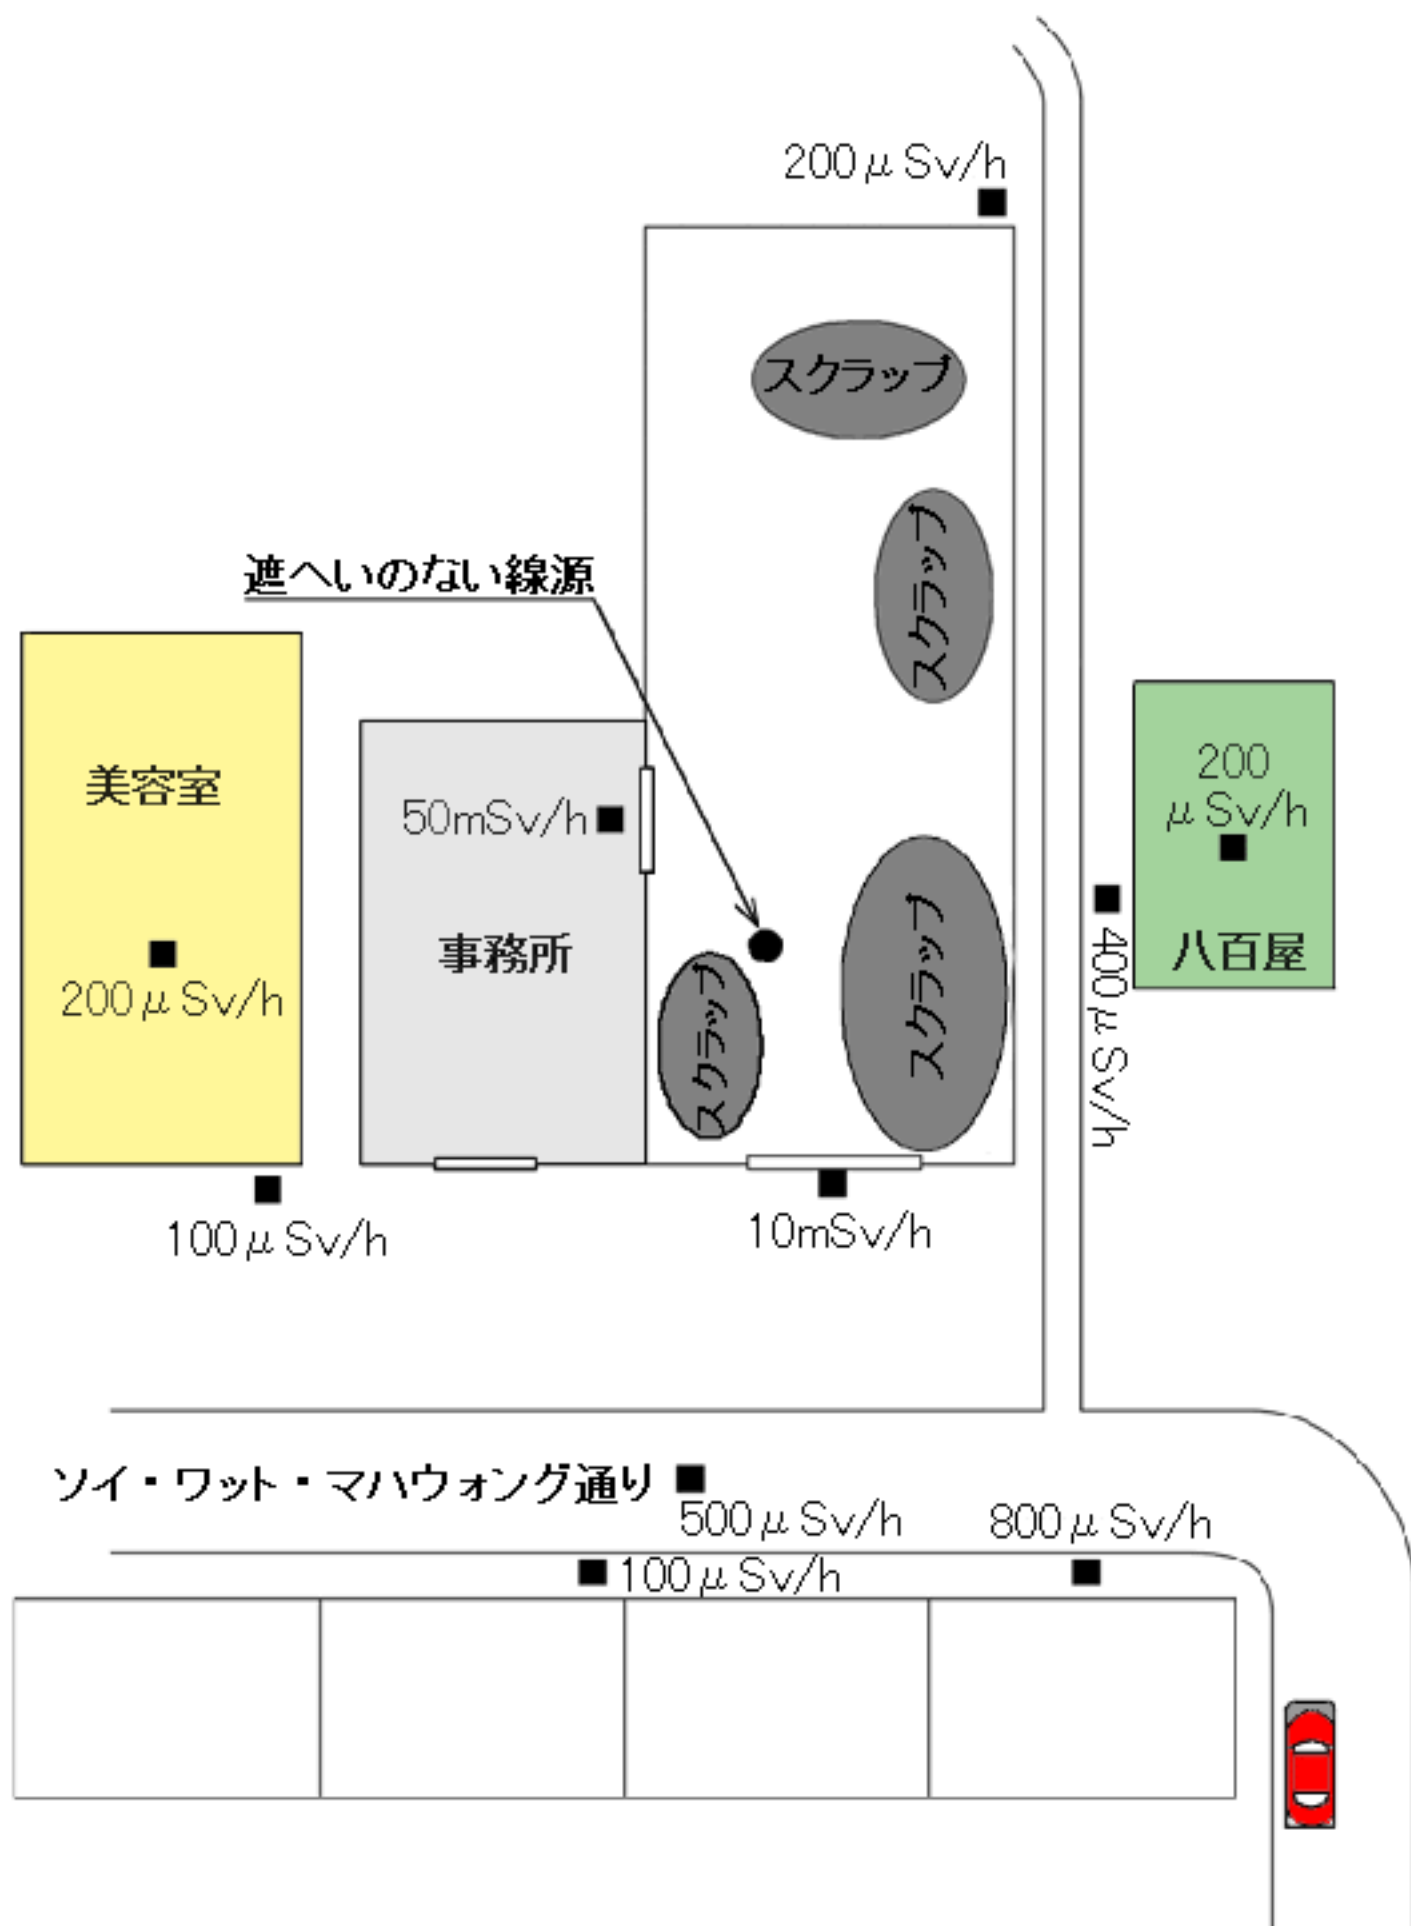 200μSv/h
スクラップ
スクラップ
遮へいのない線源
美容室
50mSv/h
200
μSv/h
事務所
スクラップ
八百屋
400μSv/h
200μSv/h
スクラップ
100μSv/h
10mSv/h
ソイ・ワット・マハウォング通り
500μSv/h
800μSv/h
100μSv/h